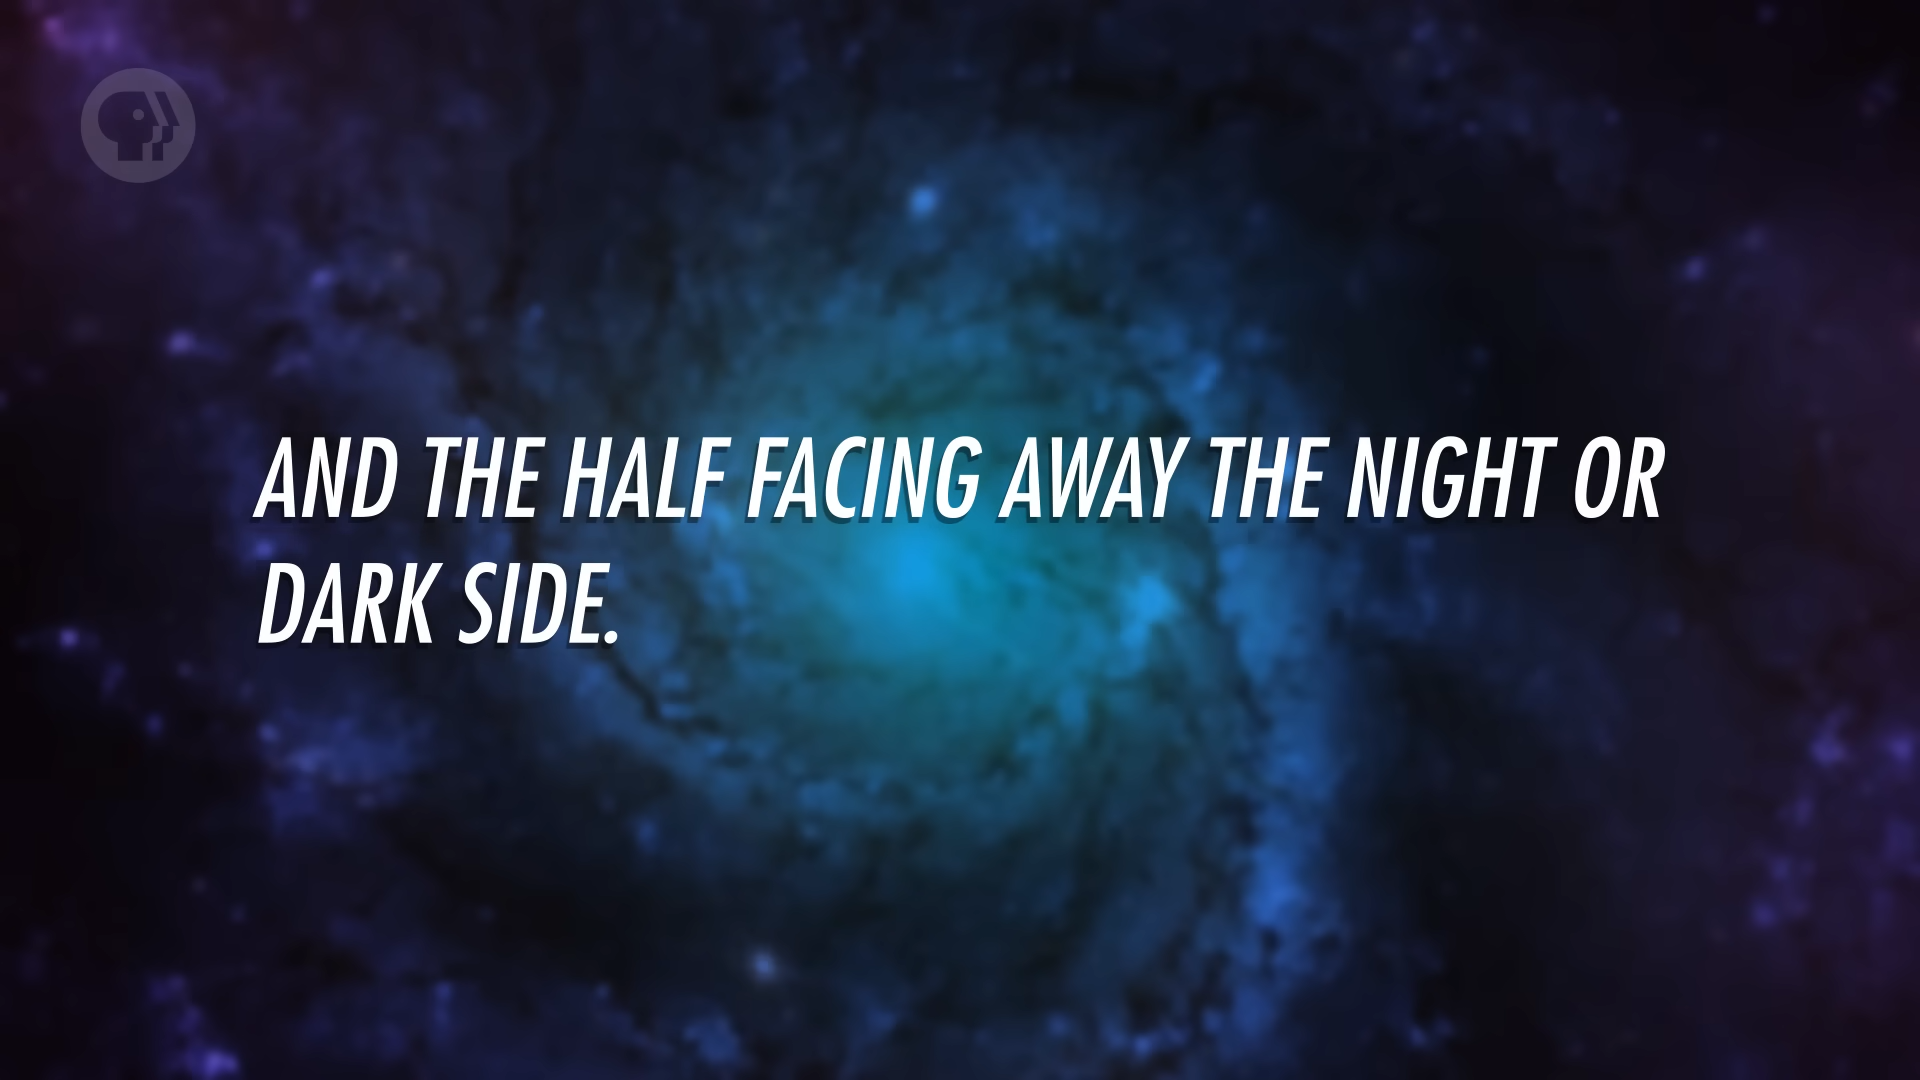 AND THE HALF FACING AWAY THE NIGHT OR
DARK SIDE.